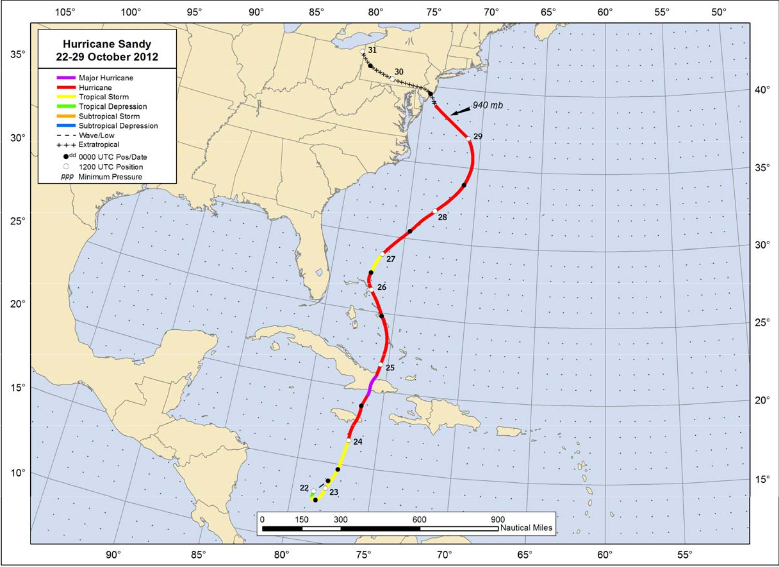 105° 100° 95° 90° 85° 80° 75° 70° 65° 60° 55° 50°
Hurricane Sandy
22-29 October 2012
Major Hurricane
Hurricane
Tropical Storm
Tropical Depression
Subtropical Storm
Subtropical Depression
Wave/Low
Extratropical
dd 0000 UTC Pos/Date
1200 UTC Position
PPP Minimum Pressure
35°
30°
25°
20°
15°
10°
40°
35°
30°
25°
20°
15°
31
30
940 mb
29
28
27
26
25
24
22
23
0 150 300 600 900
Nautical Miles
90° 85° 80° 75° 70° 65° 60° 55°